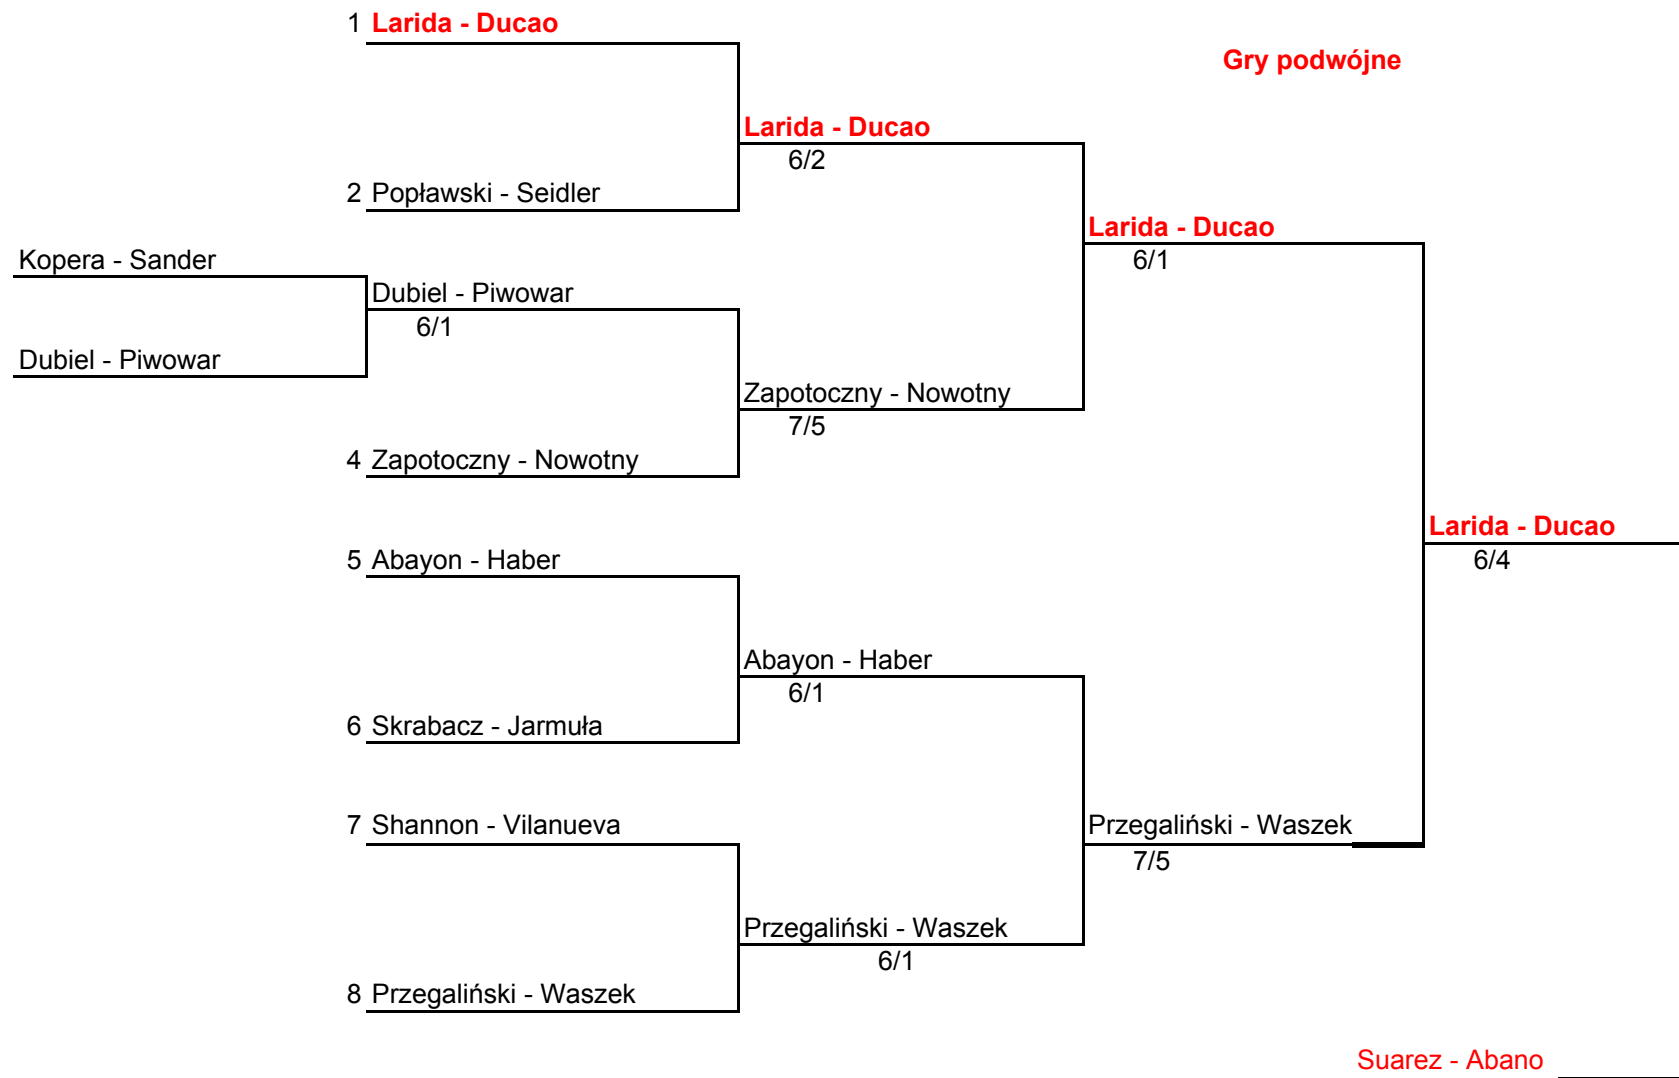 1 Larida - Ducao
Gry podwójne
Larida - Ducao
6/2
2 Popławski - Seidler
Larida - Ducao
6/1
Kopera - Sander
Dubiel - Piwowar
6/1
Dubiel - Piwowar
Zapotoczny - Nowotny
7/5
4 Zapotoczny - Nowotny
Larida - Ducao
6/4
5 Abayon - Haber
Abayon - Haber
6/1
6 Skrabacz - Jarmuła
7 Shannon - Vilanueva
Przegaliński - Waszek
7/5
Przegaliński - Waszek
6/1
8 Przegaliński - Waszek
Suarez - Abano